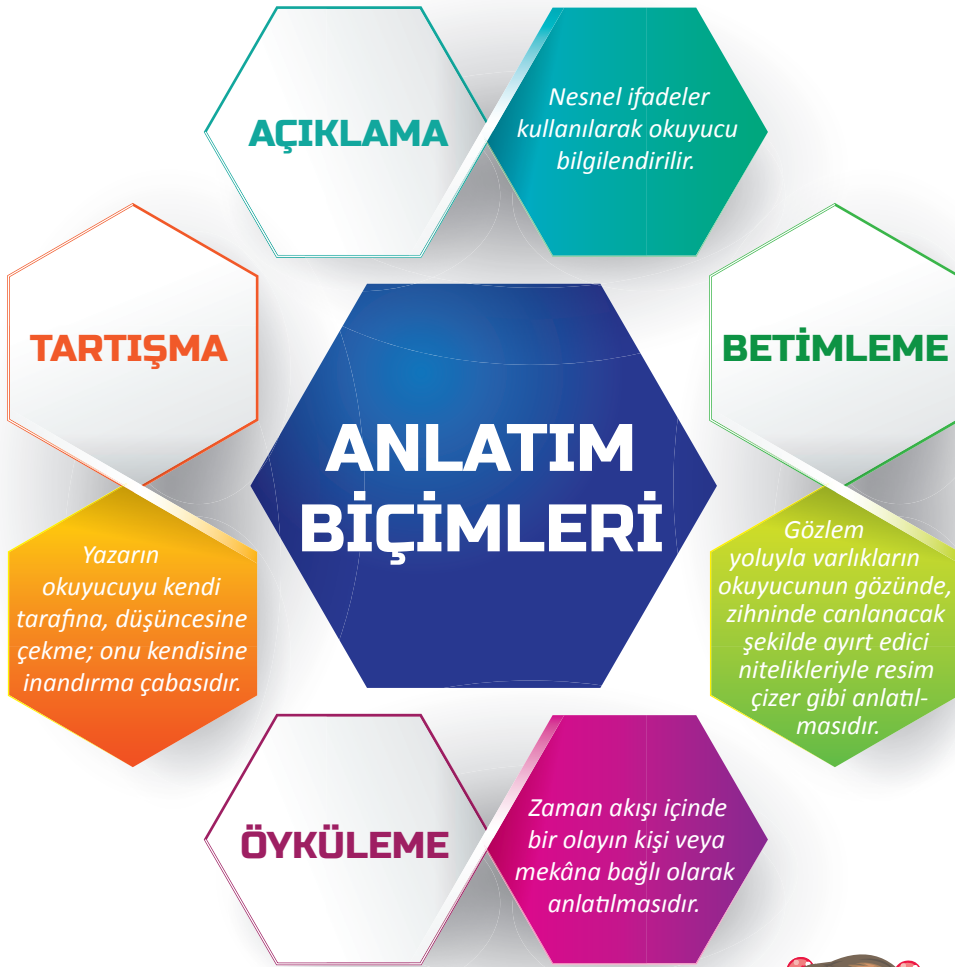 AÇIKLAMA
Nesnel ifadeler
kullanılarak okuyucu
bilgilendirilir.
TARTIŞMA
BETİMLEME
ANLATIM
BİÇİMLERİ
Yazarın
okuyucuyu kendi
tarafına, düşüncesine
çekme; onu kendisine
inandırma çabasıdır.
Gözlem
yoluyla varlıkların
okuyucunun gözünde,
zihninde canlanacak
şekilde ayırt edici
nitelikleriyle resim
çizer gibi anlatıl-
masıdır.
ÖYKÜLEME
Zaman akışı içinde
bir olayın kişi veya
mekâna bağlı olarak
anlatılmasıdır.